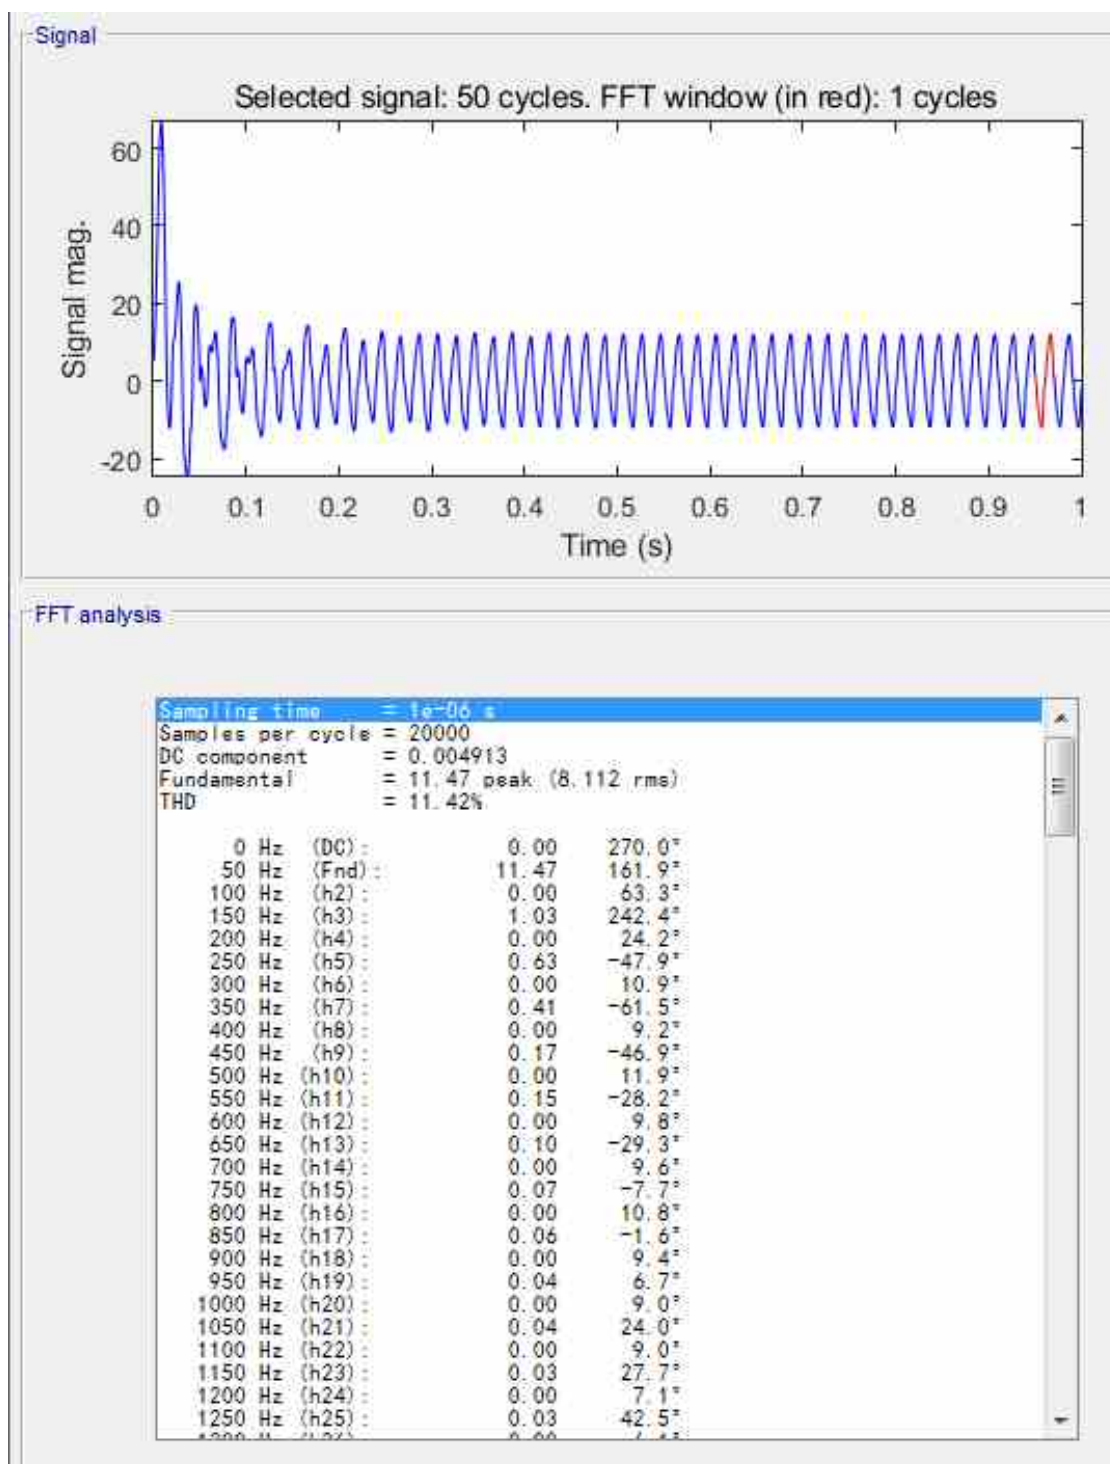 Signal
Selected signal: 50 cycles. FFT window (in red): 1 cycles
60
40
20
0
-20
Signal mag.
0 0.1 0.2 0.3 0.4 0.5 0.6 0.7 0.8 0.9 1
Time (s)
FFT analysis
Sampling time = 1e-06 s
Samples per cycle = 20000
DC component = 0.004913
Fundamental = 11.47 peak (8.112 rms)
THD = 11.42%
0 Hz (DC): 0.00 270.0°
50 Hz (Fnd): 11.47 161.9°
100 Hz (h2): 0.00 63.3°
150 Hz (h3): 1.03 242.4°
200 Hz (h4): 0.00 24.2°
250 Hz (h5): 0.63 -47.9°
300 Hz (h6): 0.00 10.9°
350 Hz (h7): 0.41 -61.5°
400 Hz (h8): 0.00 9.2°
450 Hz (h9): 0.17 -46.9°
500 Hz (h10): 0.00 11.9°
550 Hz (h11): 0.15 -28.2°
600 Hz (h12): 0.00 9.8°
650 Hz (h13): 0.10 -29.3°
700 Hz (h14): 0.00 9.6°
750 Hz (h15): 0.07 -7.7°
800 Hz (h16): 0.00 10.8°
850 Hz (h17): 0.06 -1.6°
900 Hz (h18): 0.00 9.4°
950 Hz (h19): 0.04 6.7°
1000 Hz (h20): 0.00 9.0°
1050 Hz (h21): 0.04 24.0°
1100 Hz (h22): 0.00 9.0°
1150 Hz (h23): 0.03 27.7°
1200 Hz (h24): 0.00 7.1°
1250 Hz (h25): 0.03 42.5°